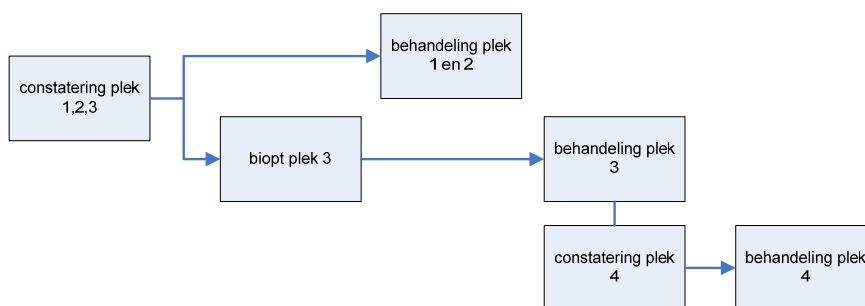 constatering plek
1,2,3
behandeling plek
1 en 2
biopt plek 3
behandeling plek
3
constatering plek
4
behandeling plek
4